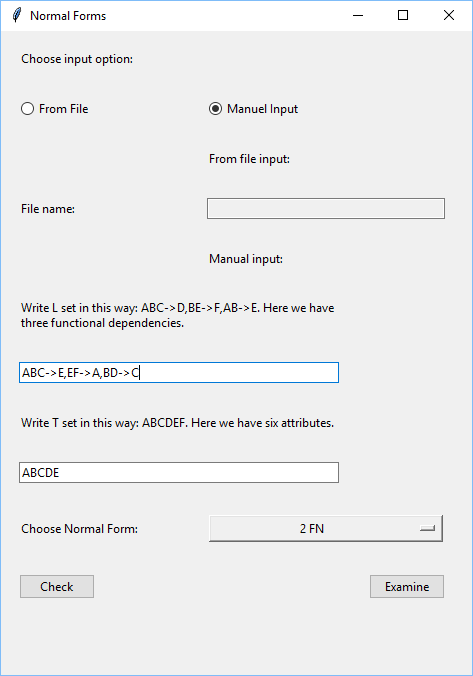 Normal Forms
Choose input option:
From File
Manuel Input
From file input:
File name:
Manual input:
Write L set in this way: ABC->D,BE->F,AB->E. Here we have
three functional dependencies.
ABC->E,EF->A,BD->C
Write T set in this way: ABCDEF. Here we have six attributes.
ABCDE
Choose Normal Form:
2 FN
Check
Examine